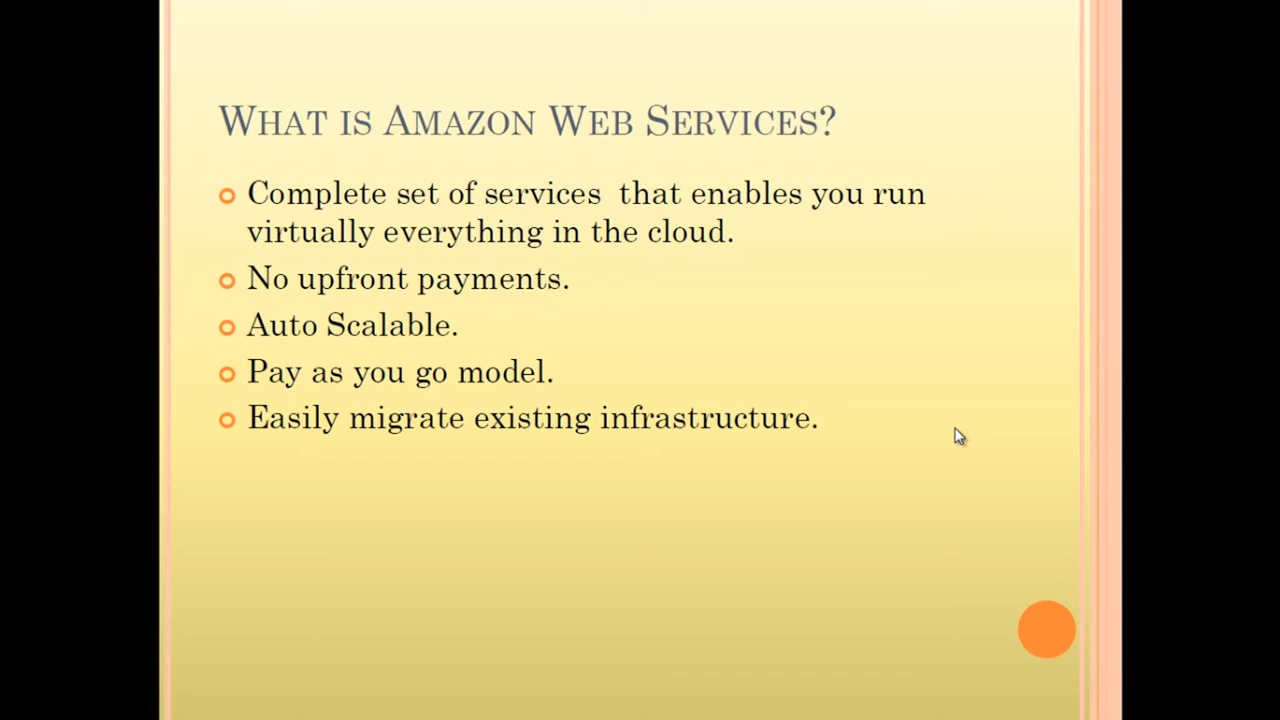 What is Amazon Web Services?
Complete set of services  that enables you run
virtually everything in the cloud.
No upfront payments.
Auto Scalable.
Pay as you go model.
Easily migrate existing infrastructure.